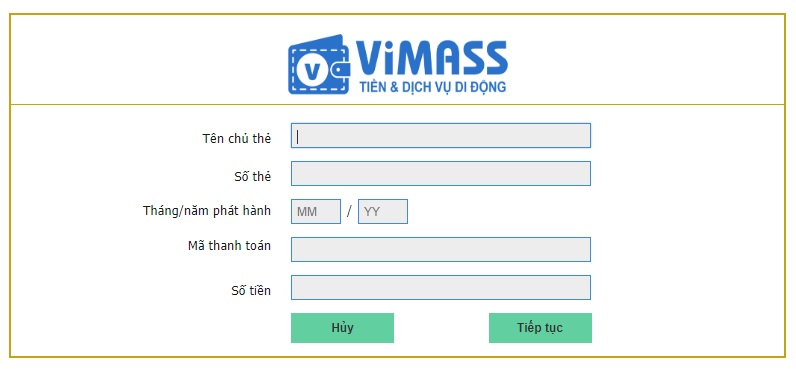 V ViMASS
TIỀN & DỊCH VỤ DI ĐỘNG
Tên chủ thẻ
Số thẻ
Tháng/năm phát hành MM / YY
Mã thanh toán
Số tiền
Hủy Tiếp tục